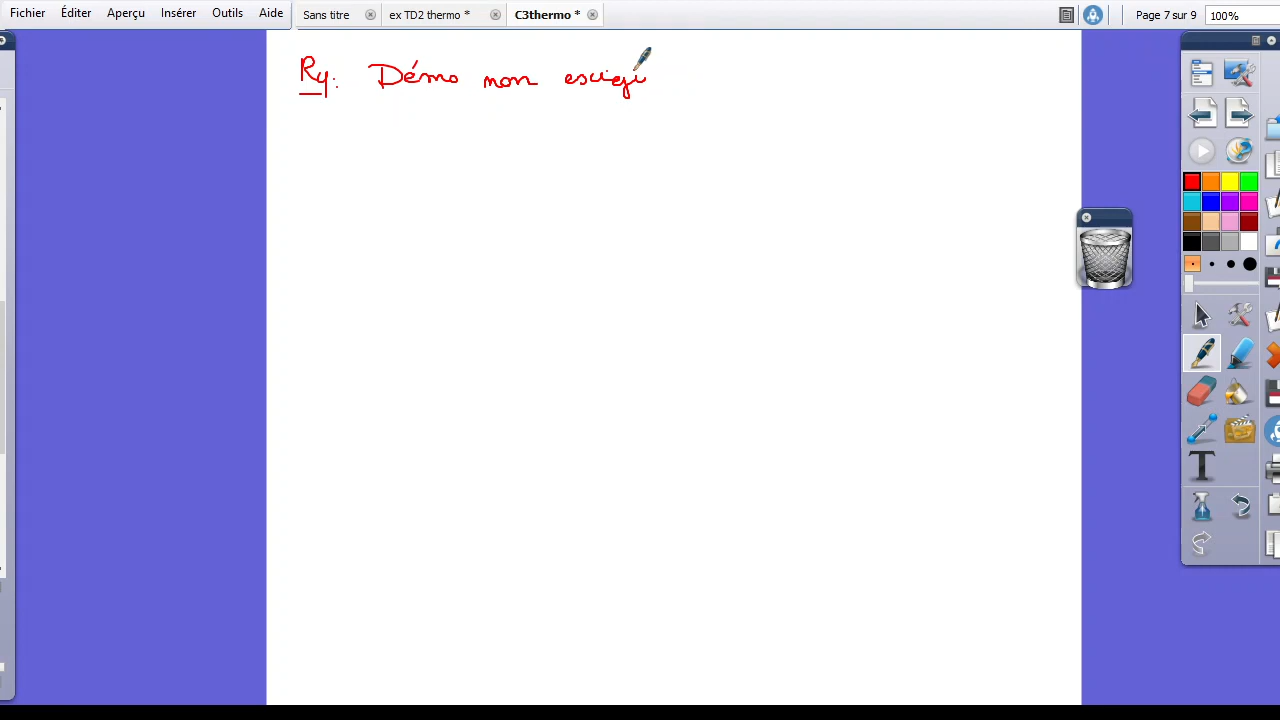 Fichier Éditer Aperçu Insérer Outils Aide
Sans titre ex TD2 thermo * C3thermo * Page 7 sur 9 100%
Rq: Démo non exigi